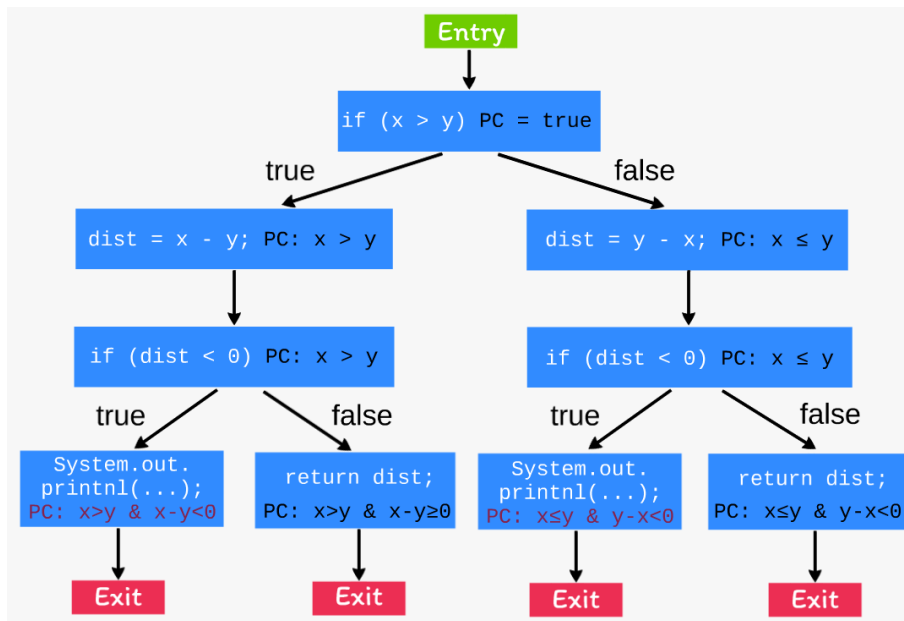 Entry
if (x > y) PC = true
true
false
dist = x - y; PC: x > y
dist = y - x; PC: x ≤ y
if (dist < 0) PC: x > y
if (dist < 0) PC: x ≤ y
true
false
true
false
System.out.
printnl(...);
PC: x>y & x-y<0
return dist;
PC: x>y & x-y≥0
System.out.
printnl(...);
PC: x≤y & y-x<0
return dist;
PC: x≤y & y-x<0
Exit
Exit
Exit
Exit